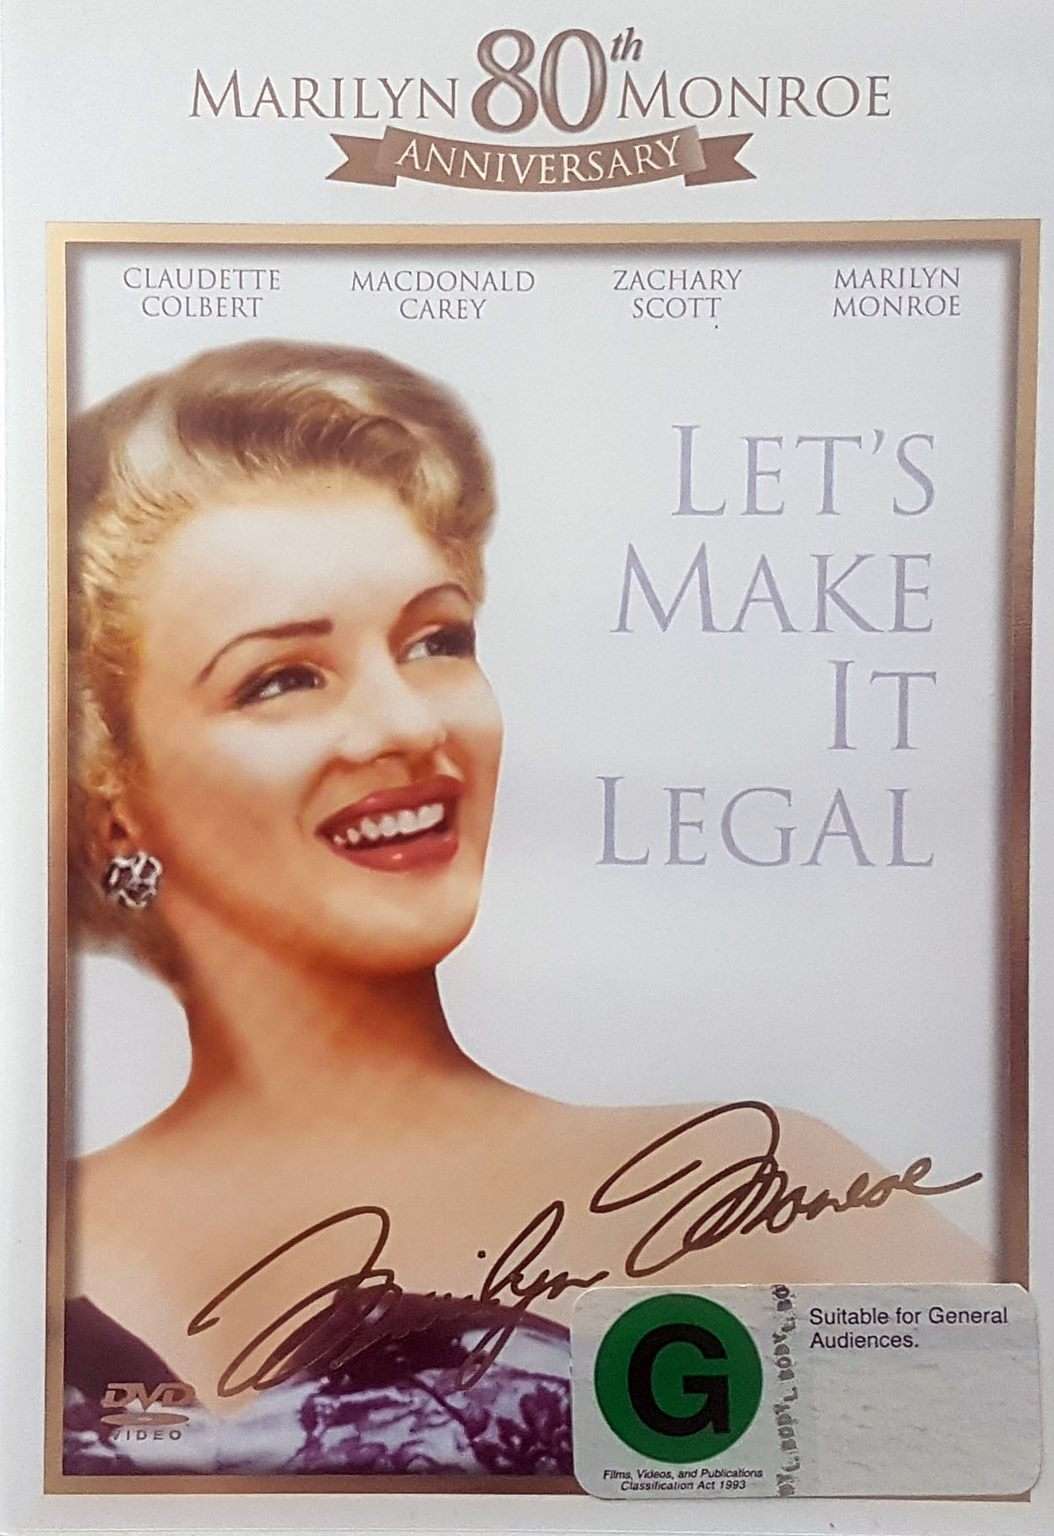 MARILYN 80th MONROE
ANNIVERSARY
CLAUDETTE COLBERT
MACDONALD CAREY
ZACHARY SCOTT
MARILYN MONROE
LET'S
MAKE
IT
LEGAL
Marilyn Monroe
DVD
VIDEO
G
Films, Videos, and Publications
Classification Act 1993
Suitable for General
Audiences.